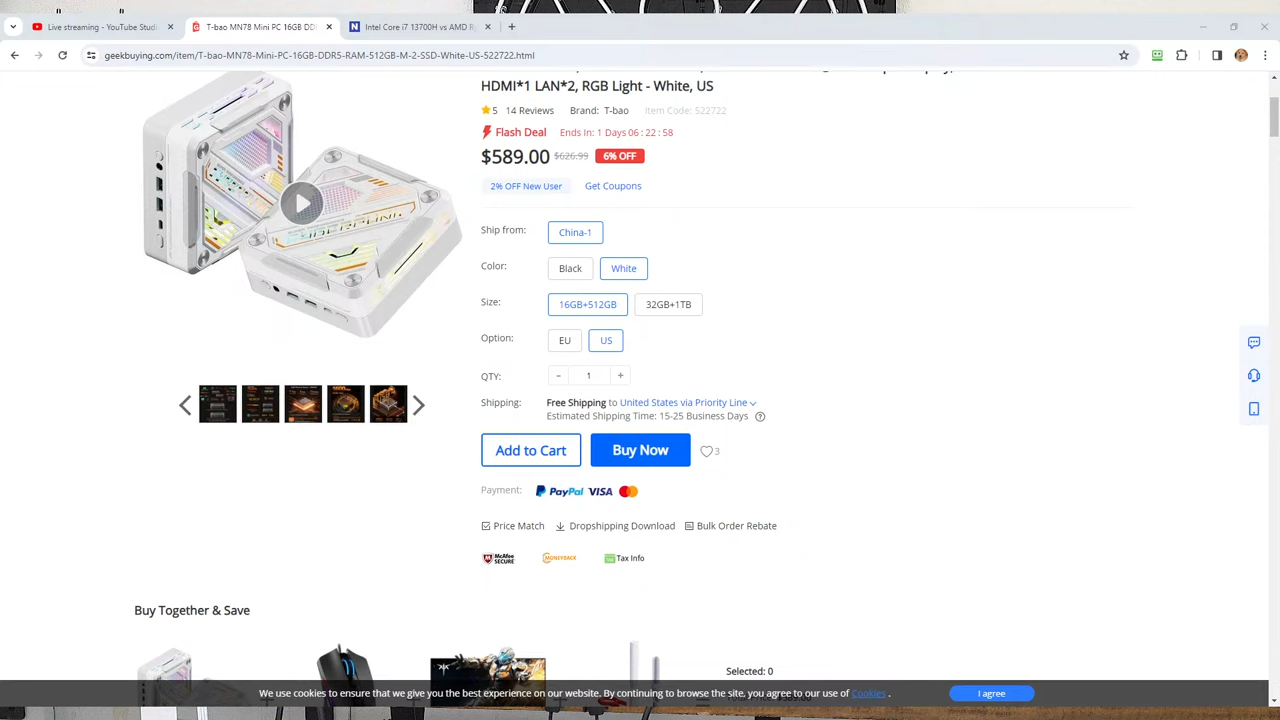 Live streaming - YouTube Studi
T-bao MN78 Mini PC 16GB DD
Intel Core i7 13700H vs AMD R
geekbuying.com/item/T-bao-MN78-Mini-PC-16GB-DDR5-RAM-512GB-M-2-SSD-White-US-522722.html
HDMI*1 LAN*2, RGB Light - White, US
5 14 Reviews Brand: T-bao Item Code: 522722
Flash Deal Ends In: 1 Days 06 : 22 : 58
$589.00 $626.99 6% OFF
2% OFF New User Get Coupons
Ship from: China-1
Color: Black White
Size: 16GB+512GB 32GB+1TB
Option: EU US
QTY: - 1 +
Shipping: Free Shipping to United States via Priority Line
Estimated Shipping Time: 15-25 Business Days
Add to Cart Buy Now 3
Payment: PayPal VISA
Price Match Dropshipping Download Bulk Order Rebate
McAfee SECURE MONEYBACK Tax Info
Buy Together & Save
Selected: 0
We use cookies to ensure that we give you the best experience on our website. By continuing to browse the site, you agree to our use of Cookies . I agree